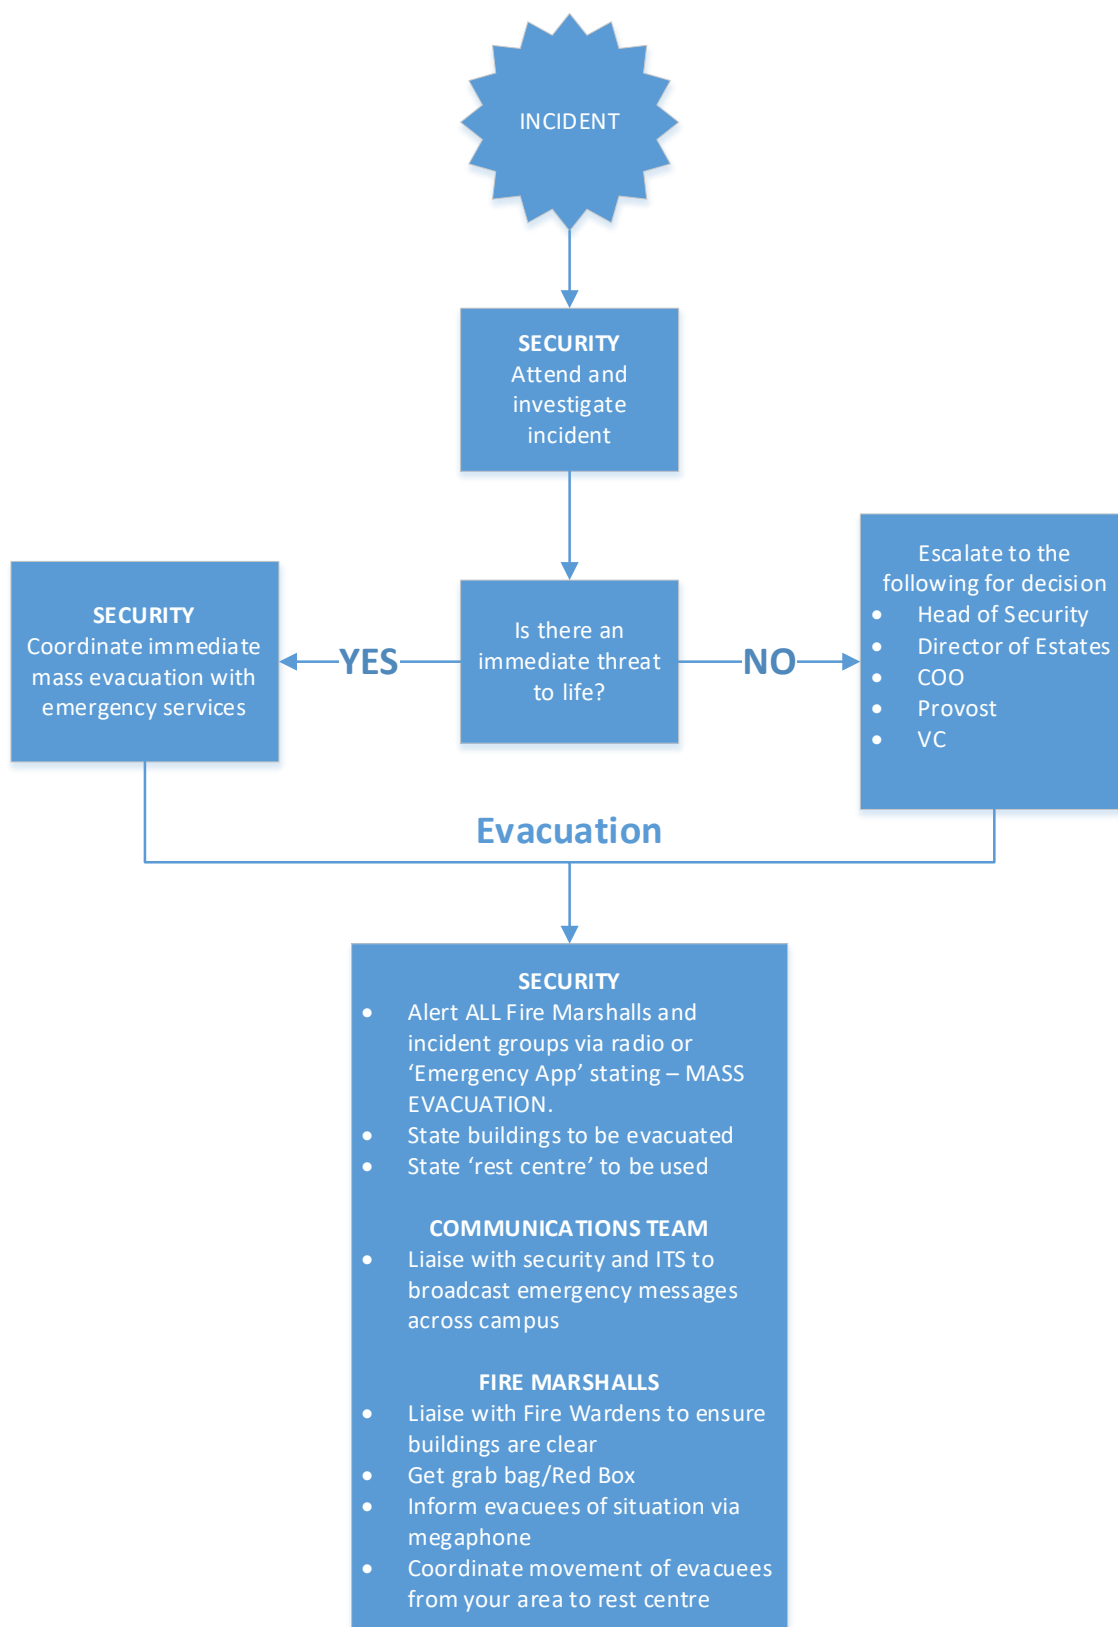 INCIDENT
SECURITY
Attend and
investigate
incident
Is there an
immediate threat
to life?
YES
NO
SECURITY
Coordinate immediate
mass evacuation with
emergency services
Escalate to the
following for decision
• Head of Security
• Director of Estates
• COO
• Provost
• VC
Evacuation
SECURITY
• Alert ALL Fire Marshalls and
incident groups via radio or
‘Emergency App’ stating – MASS
EVACUATION.
• State buildings to be evacuated
• State ‘rest centre’ to be used
COMMUNICATIONS TEAM
• Liaise with security and ITS to
broadcast emergency messages
across campus
FIRE MARSHALLS
• Liaise with Fire Wardens to ensure
buildings are clear
• Get grab bag/Red Box
• Inform evacuees of situation via
megaphone
• Coordinate movement of evacuees
from your area to rest centre